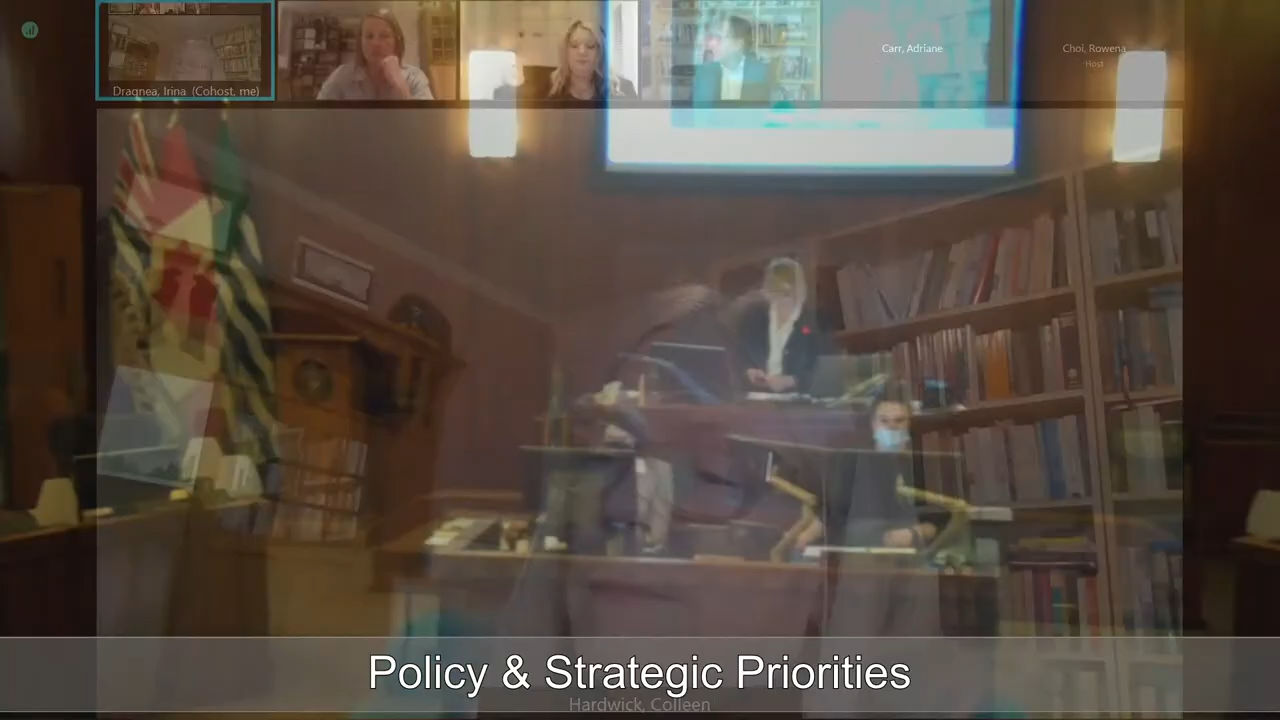 Dragnea, Irina (Cohost, me)
Carr, Adriane
Choi, Rowena
Host
Policy & Strategic Priorities
Hardwick, Colleen